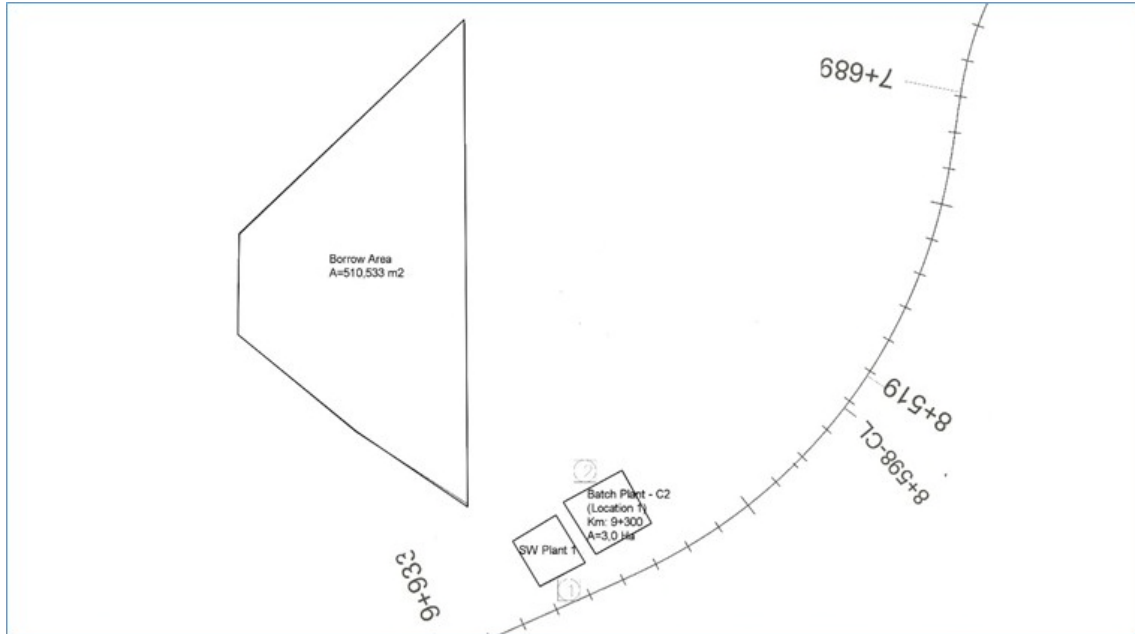 7+689
Borrow Area
A=510,533 m2
8+519
8+598-CL
2
Batch Plant - C2
(Location 1)
Km: 9+300
A=3,0 Ha
SW Plant 1
9+933
1